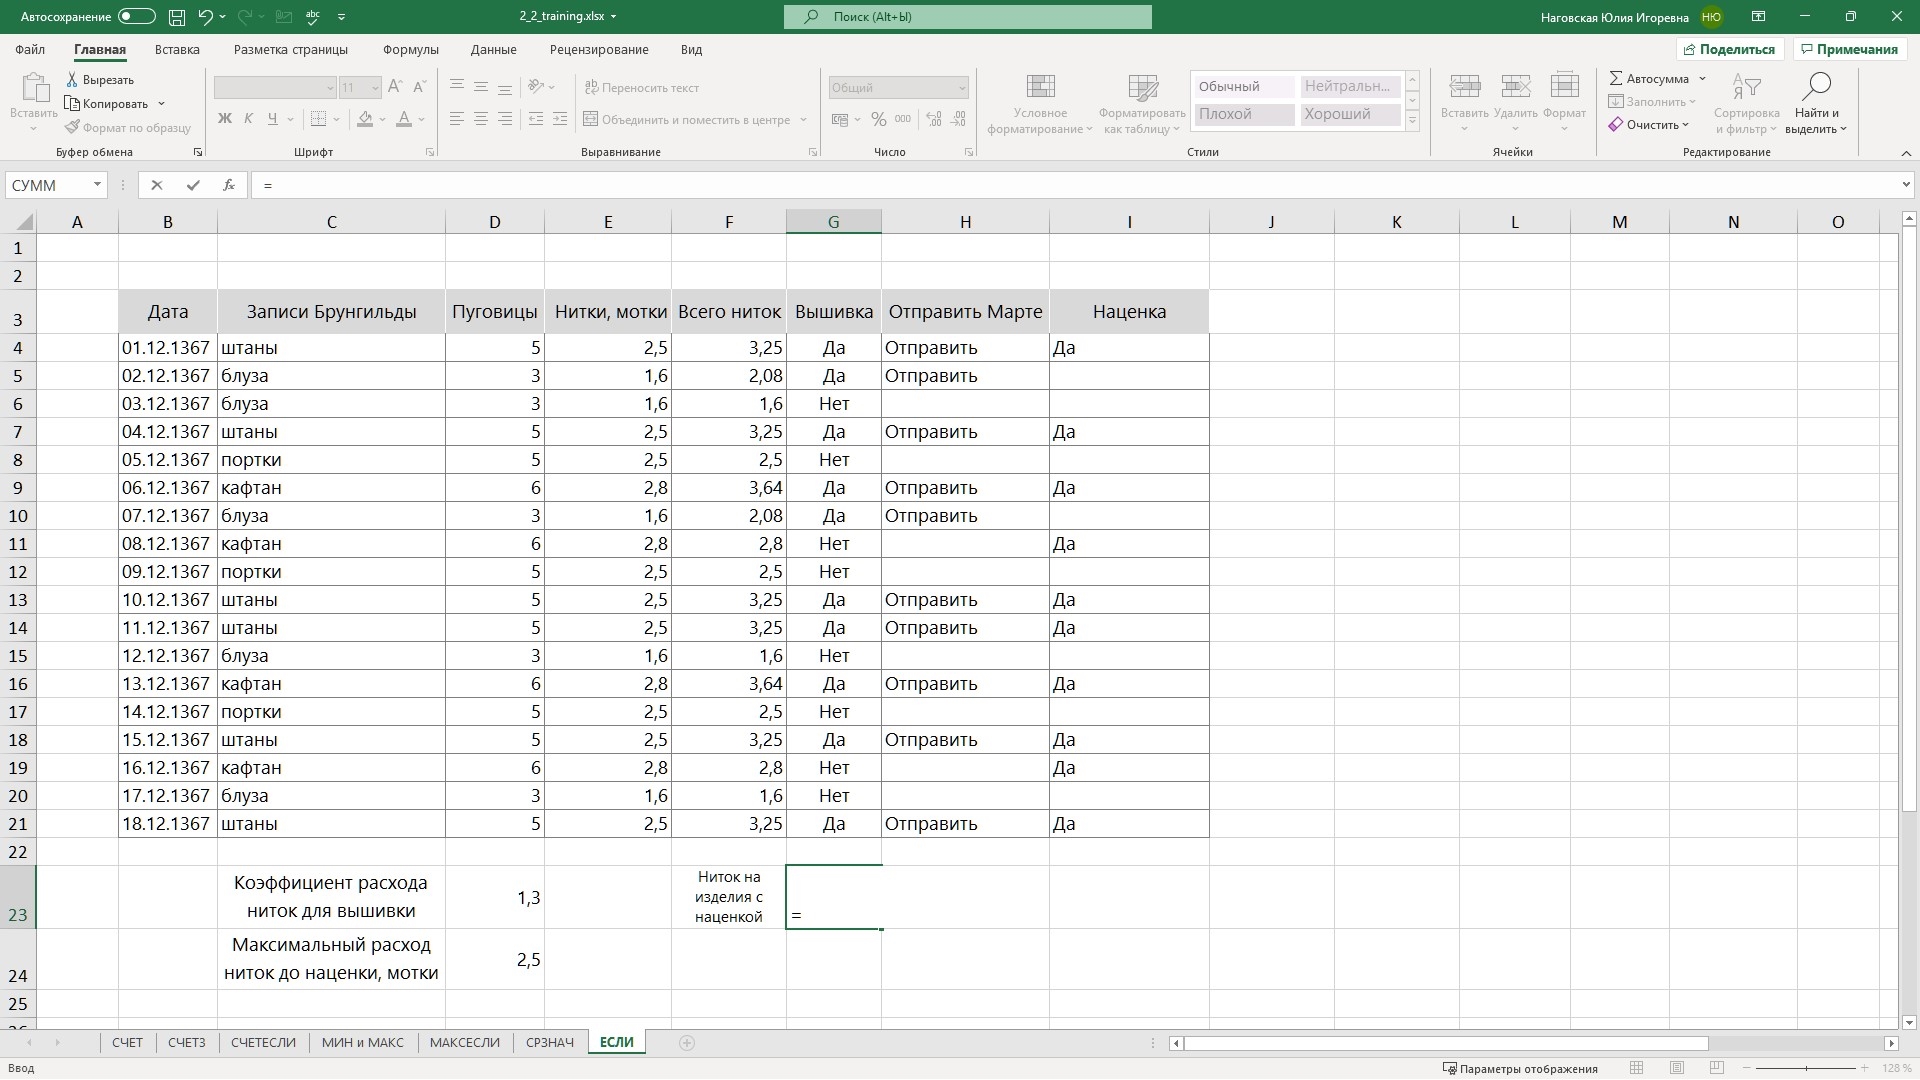 Автосохранение 2_2_training.xlsx Поиск (Alt+Ы) Наговская Юлия Игоревна НЮ
Файл Главная Вставка Разметка страницы Формулы Данные Рецензирование Вид Поделиться Примечания
Вставить
Вырезать
Копировать
Формат по образцу
Буфер обмена
11
Ж К Ч
Шрифт
Переносить текст
Объединить и поместить в центре
Выравнивание
Общий
% 000
Число
Условное форматирование
Форматировать как таблицу
Обычный Нейтральн...
Плохой Хороший
Стили
Вставить Удалить Формат
Ячейки
Автосумма
Заполнить
Очистить
Сортировка и фильтр
Найти и выделить
Редактирование
СУММ fx =
A B C D E F G H I J K L M N O
1
2
3 Дата Записи Брунгильды Пуговицы Нитки, мотки Всего ниток Вышивка Отправить Марте Наценка
4 01.12.1367 штаны 5 2,5 3,25 Да Отправить Да
5 02.12.1367 блуза 3 1,6 2,08 Да Отправить
6 03.12.1367 блуза 3 1,6 1,6 Нет
7 04.12.1367 штаны 5 2,5 3,25 Да Отправить Да
8 05.12.1367 портки 5 2,5 2,5 Нет
9 06.12.1367 кафтан 6 2,8 3,64 Да Отправить Да
10 07.12.1367 блуза 3 1,6 2,08 Да Отправить
11 08.12.1367 кафтан 6 2,8 2,8 Нет Да
12 09.12.1367 портки 5 2,5 2,5 Нет
13 10.12.1367 штаны 5 2,5 3,25 Да Отправить Да
14 11.12.1367 штаны 5 2,5 3,25 Да Отправить Да
15 12.12.1367 блуза 3 1,6 1,6 Нет
16 13.12.1367 кафтан 6 2,8 3,64 Да Отправить Да
17 14.12.1367 портки 5 2,5 2,5 Нет
18 15.12.1367 штаны 5 2,5 3,25 Да Отправить Да
19 16.12.1367 кафтан 6 2,8 2,8 Нет Да
20 17.12.1367 блуза 3 1,6 1,6 Нет
21 18.12.1367 штаны 5 2,5 3,25 Да Отправить Да
22
23
Коэффициент расхода
ниток для вышивки
1,3
Ниток на
изделия с
наценкой
=
24
Максимальный расход
ниток до наценки, мотки
2,5
25
СЧЕТ СЧЕТЗ СЧЕТЕСЛИ МИН и МАКС МАКСЕСЛИ СРЗНАЧ ЕСЛИ
Ввод Параметры отображения 128 %